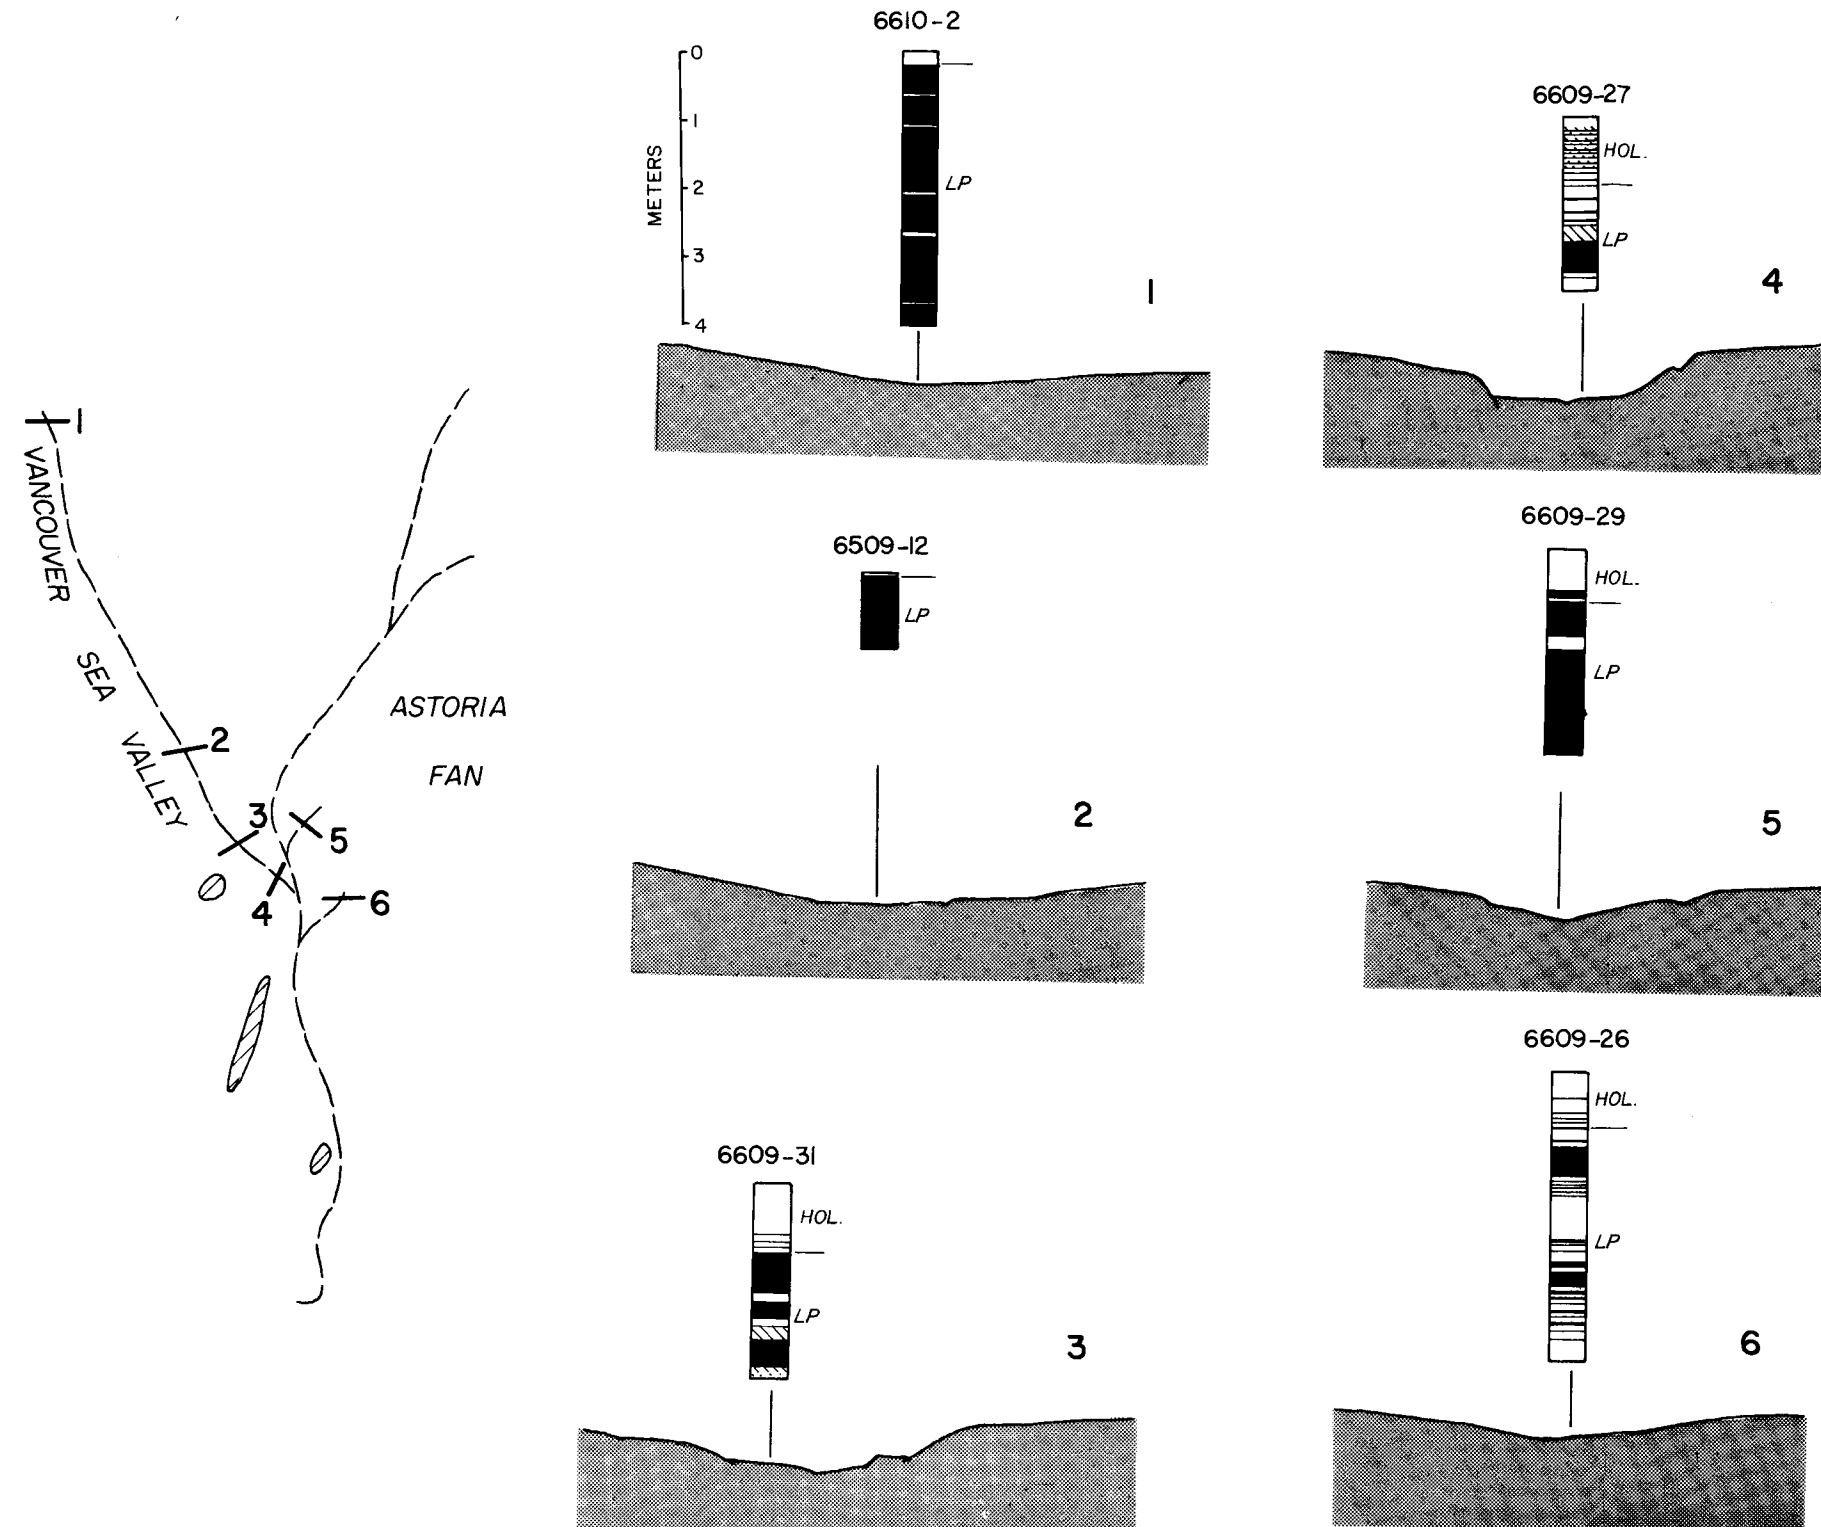 6610-2
0
1
2
3
4
METERS
LP
1
6609-27
HOL.
LP
4
1
VANCOUVER
SEA
VALLEY
2
3
4
5
6
ASTORIA
FAN
6509-12
LP
2
6609-29
HOL.
LP
5
6609-31
HOL.
LP
3
6609-26
HOL.
LP
6